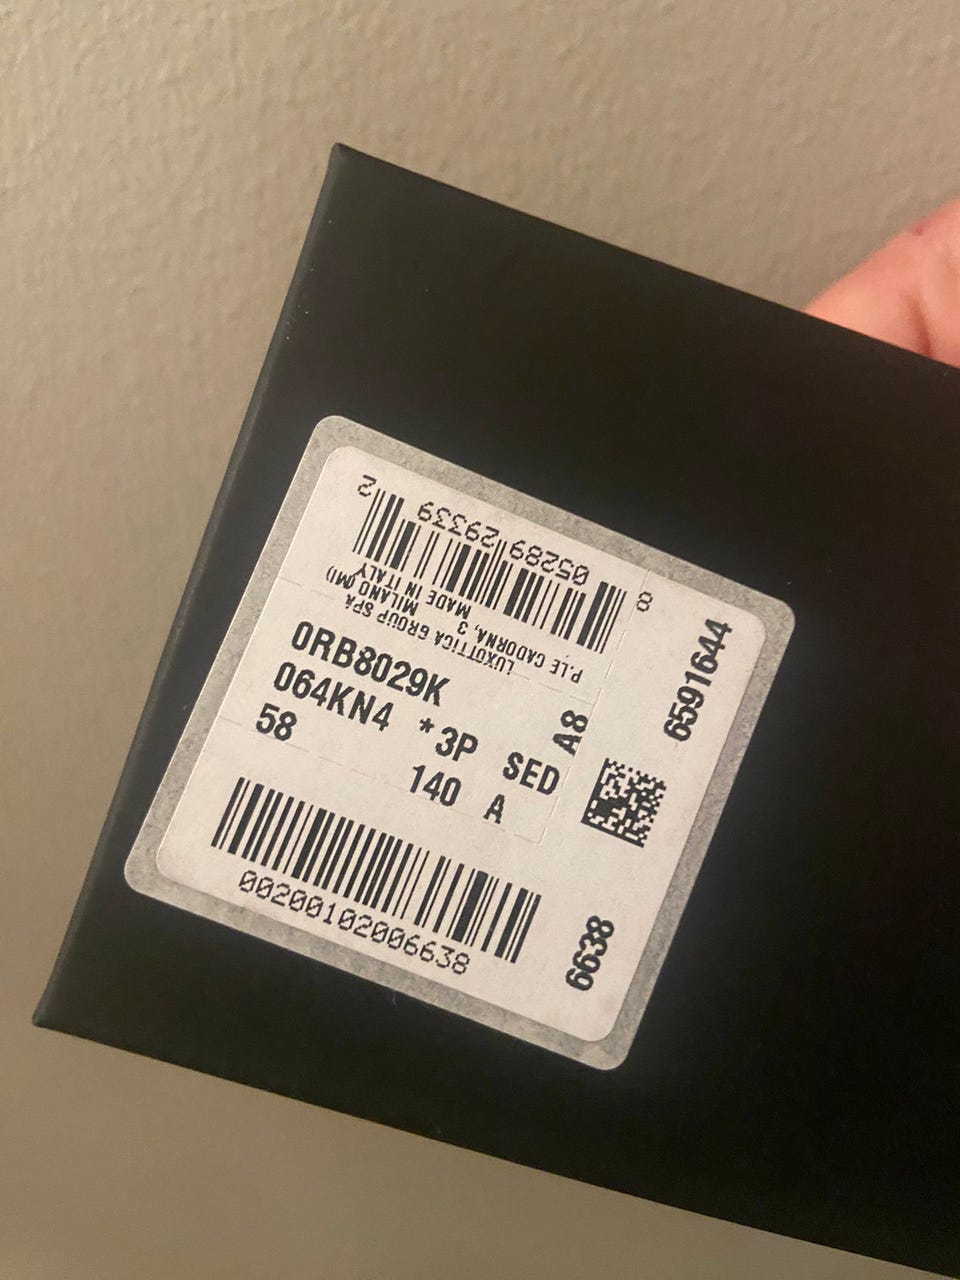 8 05289 29339 2
LUXOTTICA GROUP SPA
P.LE CADORNA, 3
MILANO (MI)
MADE IN ITALY
0RB8029K
064KN4 *3P SED
58 140 A
A8
6591644
00200102006638
6638